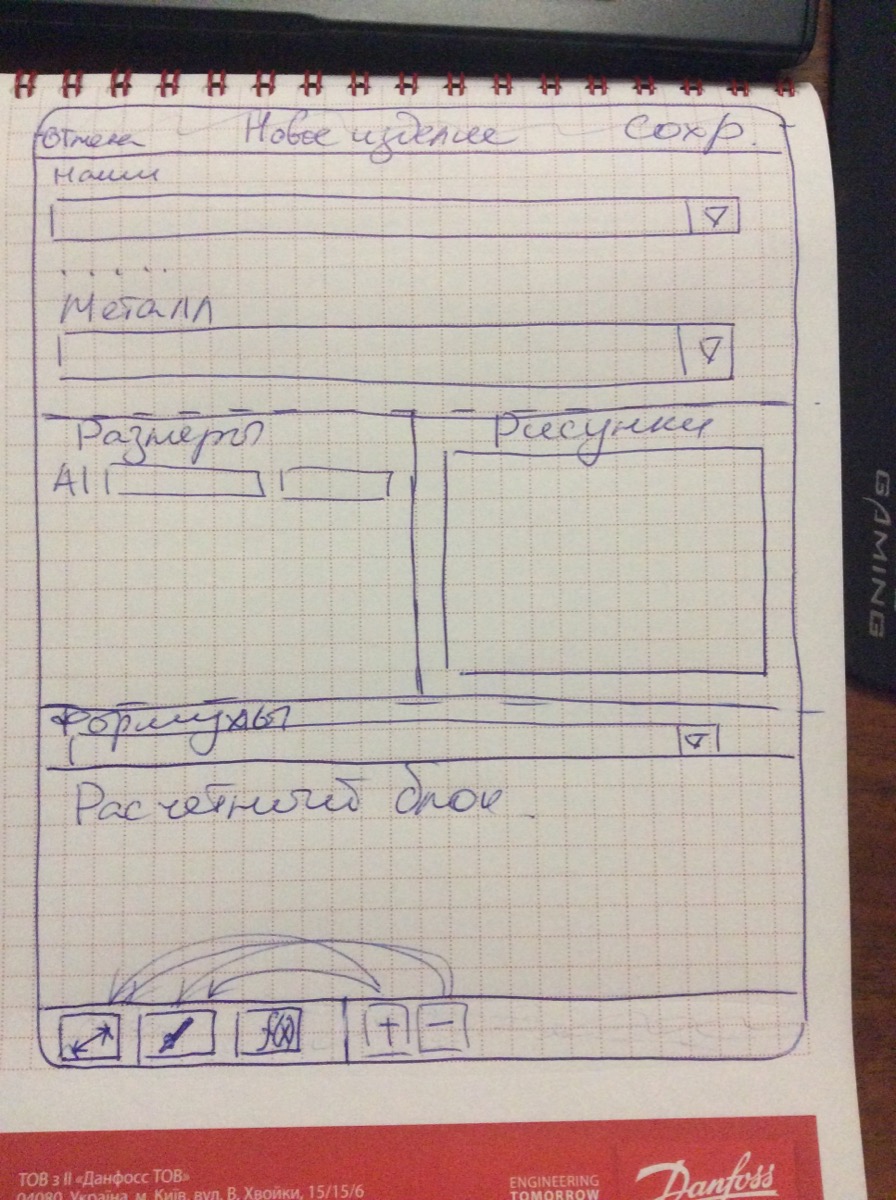 Отмена Новое изделие Сохр.
Наим
.....
Металл
Размеры Рисунки
A1
Формулы
Расчетный блок
f(x) + −
GAMING
ТОВ з ІІ «Данфосс ТОВ»
04080, Україна, м. Київ, вул. В. Хвойки, 15/15/6
ENGINEERING
TOMORROW
Danfoss